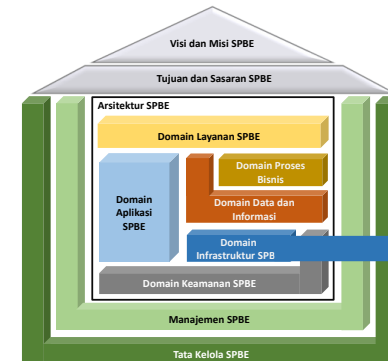 Visi dan Misi SPBE
Tujuan dan Sasaran SPBE
Arsitektur SPBE
Domain Layanan SPBE
Domain Proses
Bisnis
Domain
Aplikasi
SPBE
Domain Data dan
Informasi
Domain
Infrastruktur SPB
Domain Keamanan SPBE
Manajemen SPBE
Tata Kelola SPBE